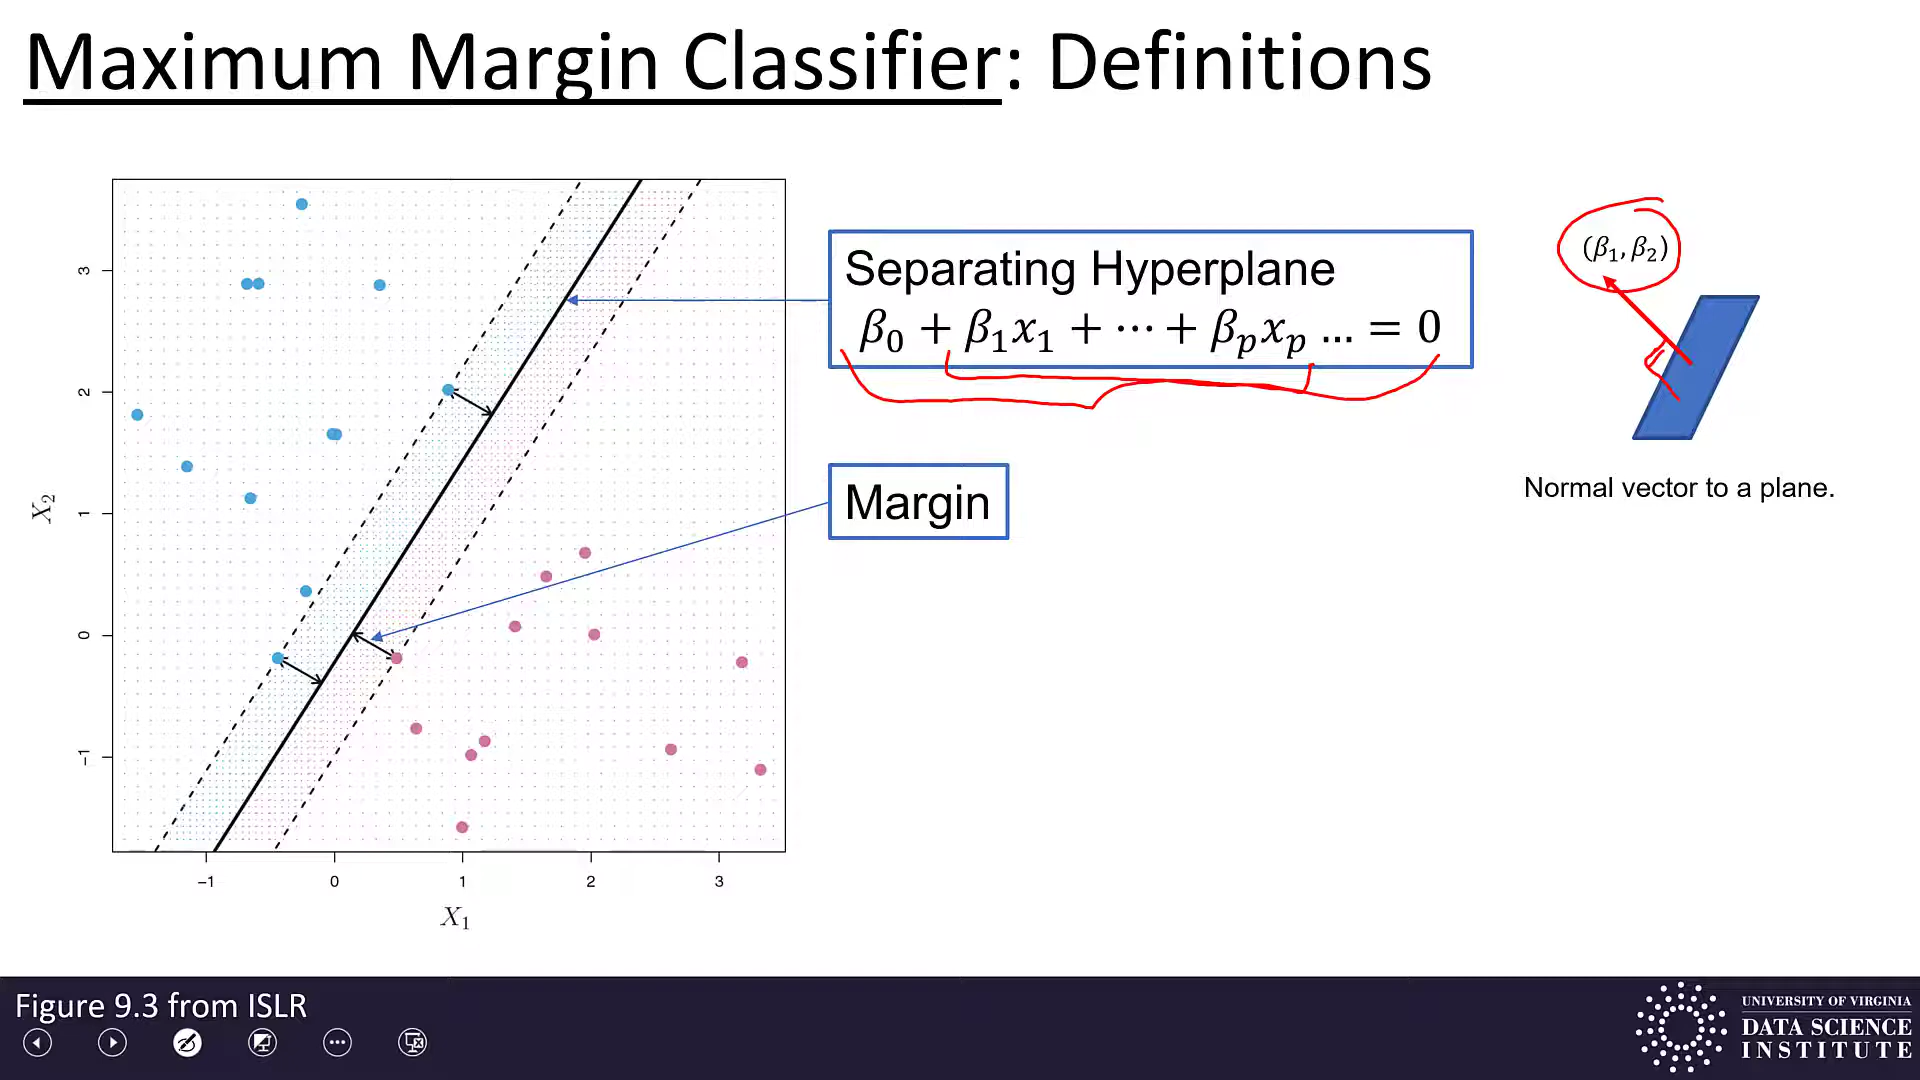 Maximum Margin Classifier: Definitions
3
2
1
0
−1
X₂
−1 0 1 2 3
X₁
Separating Hyperplane
β₀ + β₁x₁ + ⋯ + βₚxₚ ... = 0
Margin
(β₁, β₂)
Normal vector to a plane.
Figure 9.3 from ISLR
UNIVERSITY OF VIRGINIA
DATA SCIENCE
INSTITUTE